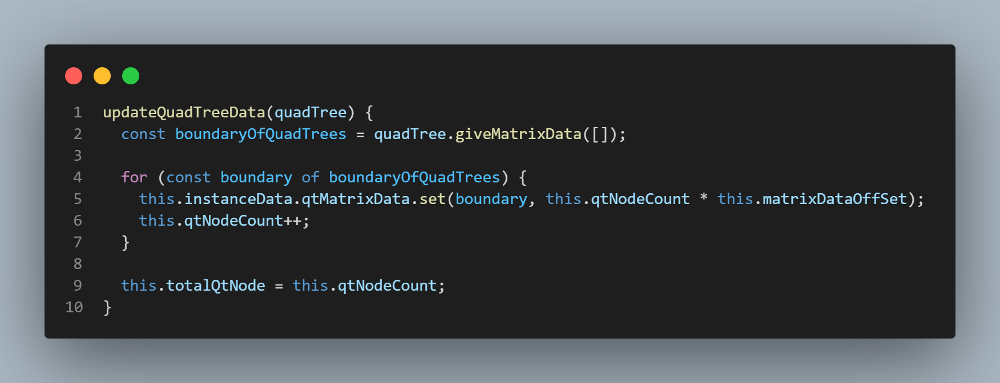 1 updateQuadTreeData(quadTree) {
2   const boundaryOfQuadTrees = quadTree.giveMatrixData([]);
3
4   for (const boundary of boundaryOfQuadTrees) {
5     this.instanceData.qtMatrixData.set(boundary, this.qtNodeCount * this.matrixDataOffSet);
6     this.qtNodeCount++;
7   }
8
9   this.totalQtNode = this.qtNodeCount;
10 }